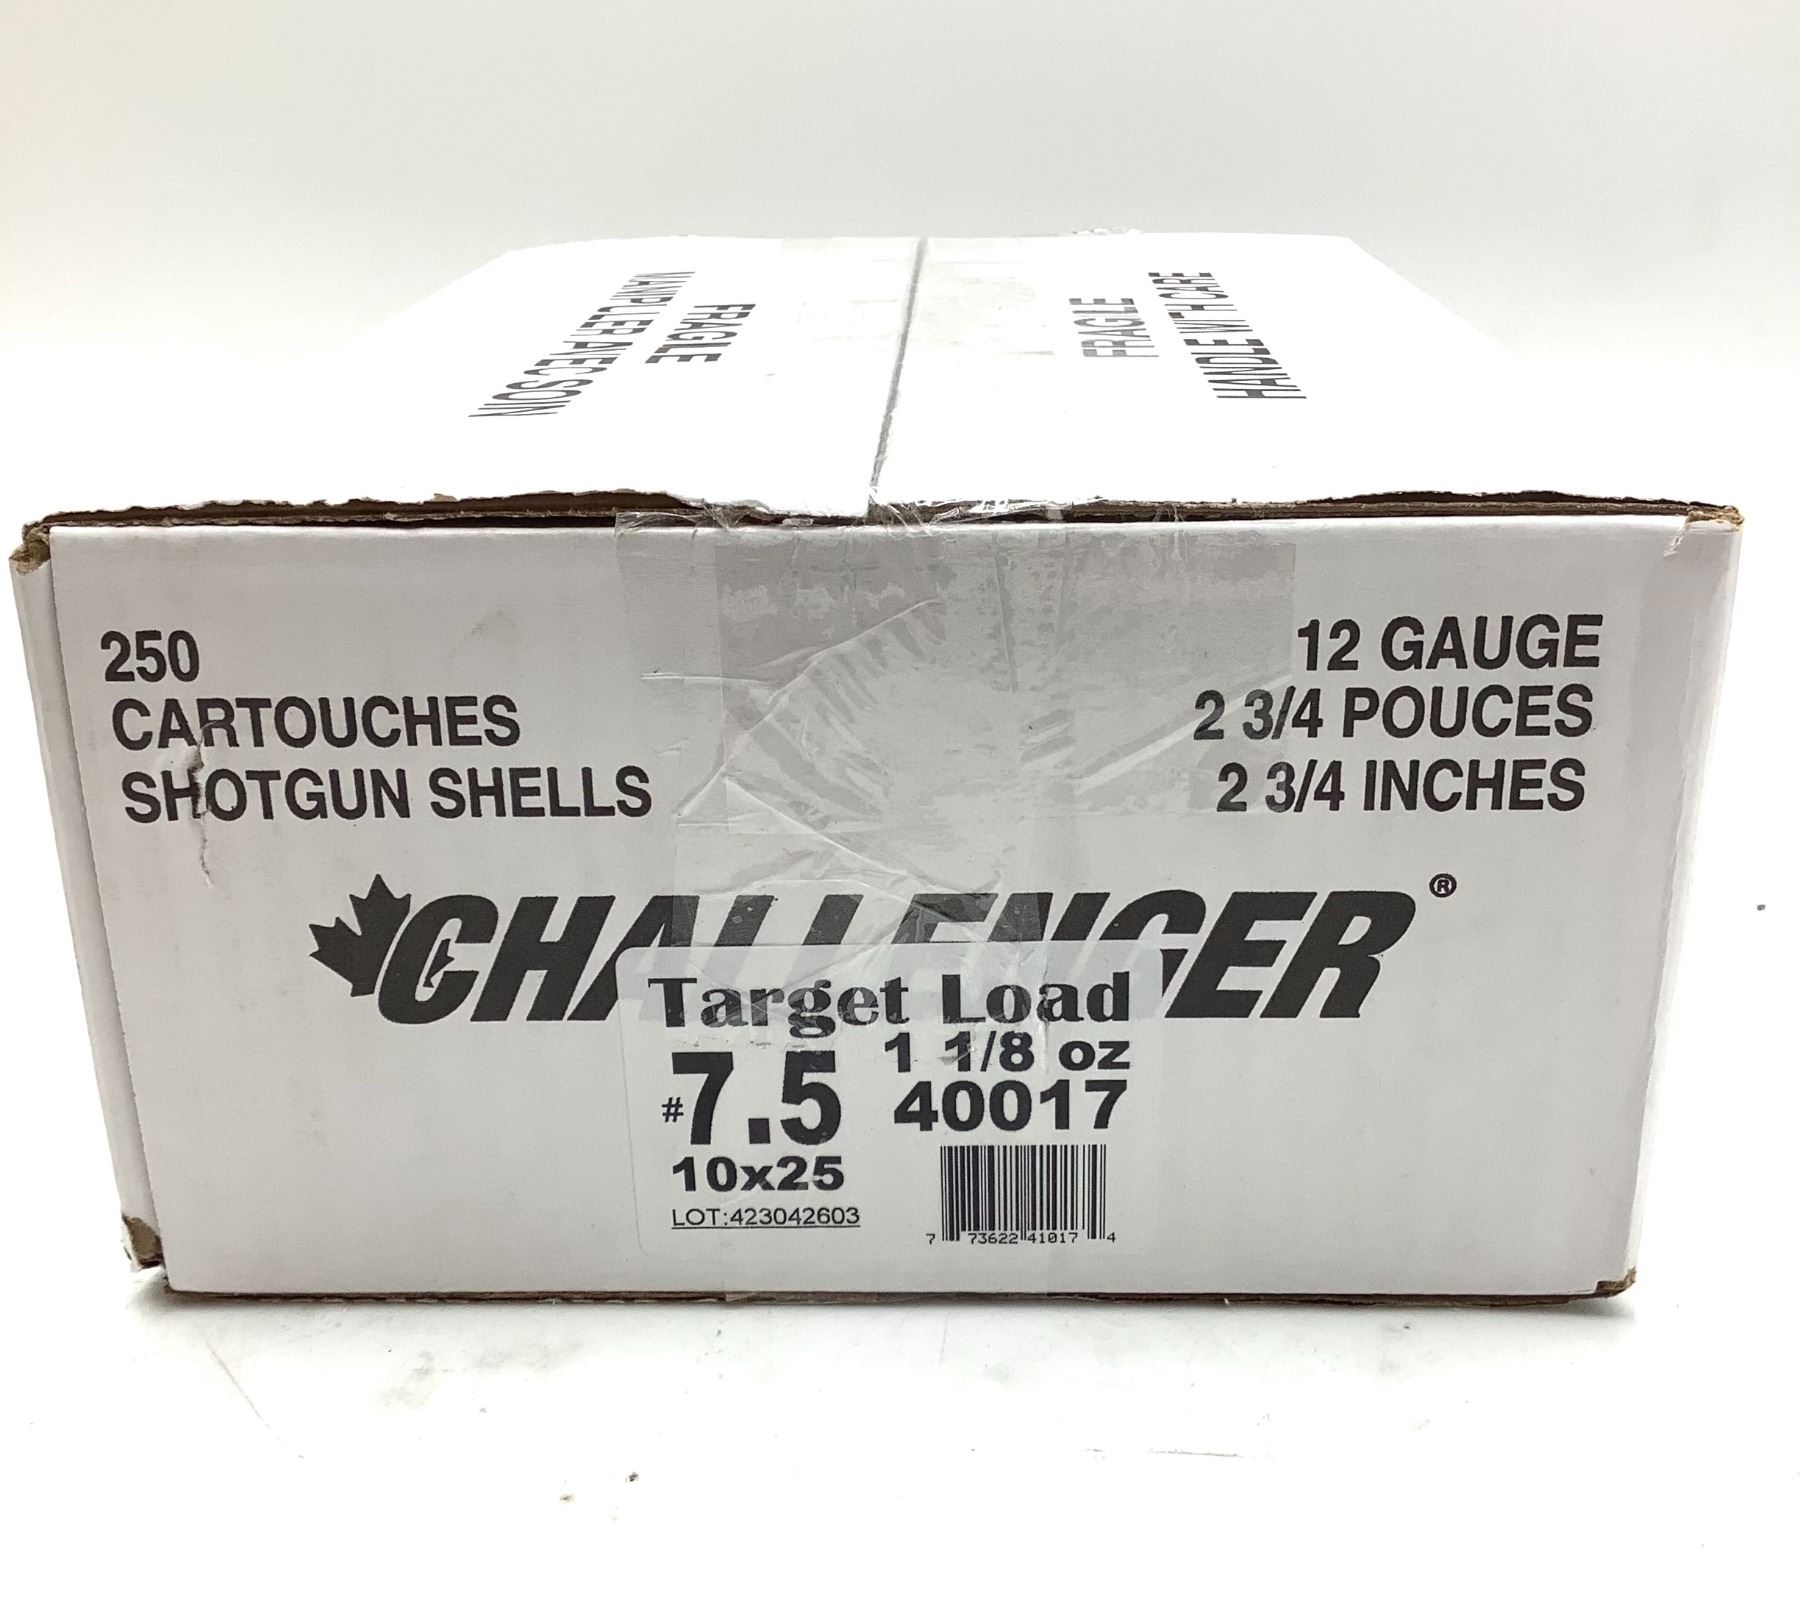 FRAGILE
MANIPULER AVEC SOIN
FRAGILE
HANDLE WITH CARE
250
CARTOUCHES
SHOTGUN SHELLS
12 GAUGE
2 3/4 POUCES
2 3/4 INCHES
CHALLENGER®
Target Load
#7.5 1 1/8 oz
40017
10x25
LOT:423042603
7 73622 41017 4